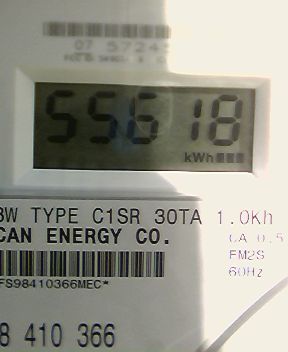 07 5724
55618
kWh
3W TYPE C1SR 30TA 1.0Kh
CAN ENERGY CO.
CA 0.5
FM2S
60Hz
FS98410366MEC*
8 410 366